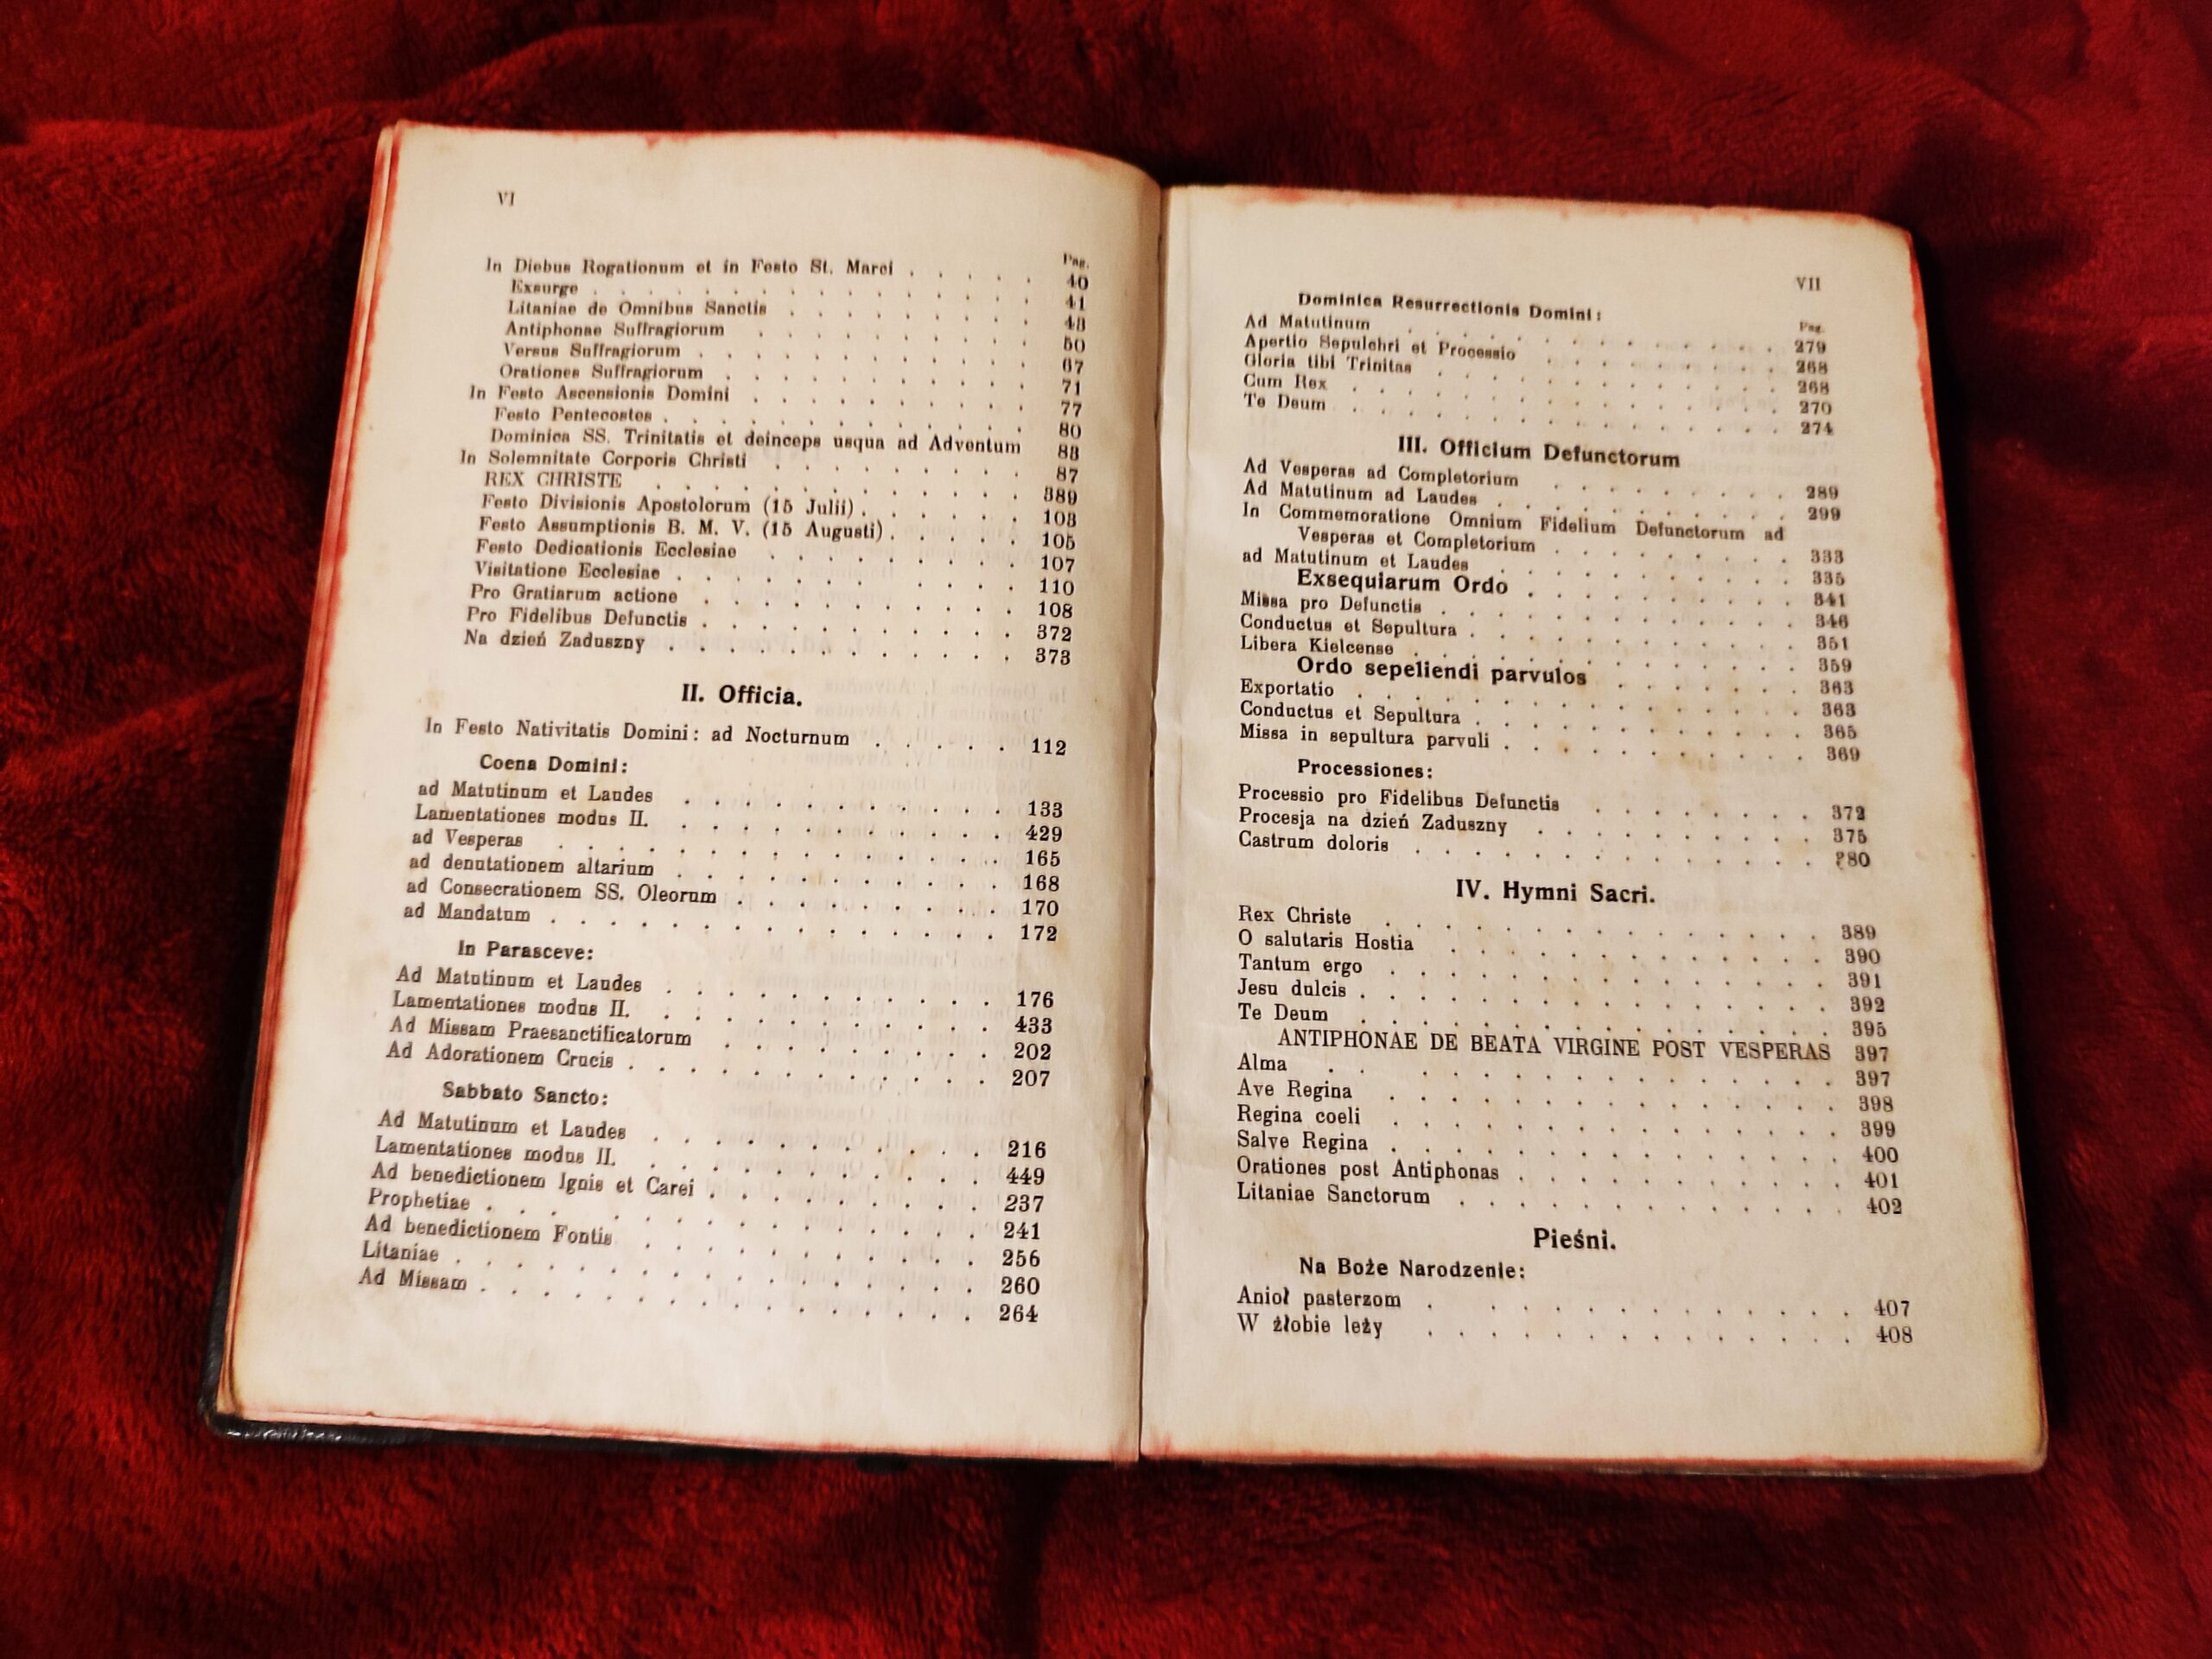 VI
Pag.
In Diebus Rogationum et in Festo St. Marci . . . . . 40
Exsurge . . . . . . . . . . . . 41
Litaniae de Omnibus Sanctis . . . . . . . . 43
Antiphonae Suffragiorum . . . . . . . . 50
Versus Suffragiorum . . . . . . . . . 67
Orationes Suffragiorum . . . . . . . . 71
In Festo Ascensionis Domini . . . . . . . . 77
Festo Pentecostes . . . . . . . . . . 80
Dominica SS. Trinitatis et deinceps usqua ad Adventum 83
In Solemnitate Corporis Christi . . . . . . . 87
REX CHRISTE . . . . . . . . . . 389
Festo Divisionis Apostolorum (15 Julii) . . . . . 103
Festo Assumptionis B. M. V. (15 Augusti) . . . . . 105
Festo Dedicationis Ecclesiae . . . . . . . 107
Visitatione Ecclesiae . . . . . . . . . 110
Pro Gratiarum actione . . . . . . . . . 108
Pro Fidelibus Defunctis . . . . . . . . . 372
Na dzień Zaduszny . . . . . . . . . . 373
II. Officia.
In Festo Nativitatis Domini: ad Nocturnum . . . . . 112
Coena Domini:
ad Matutinum et Laudes . . . . . . . . . 133
Lamentationes modus II. . . . . . . . . . 429
ad Vesperas . . . . . . . . . . . . 165
ad denutationem altarium . . . . . . . . . 168
ad Consecrationem SS. Oleorum . . . . . . . 170
ad Mandatum . . . . . . . . . . . . 172
In Parasceve:
Ad Matutinum et Laudes . . . . . . . . . 176
Lamentationes modus II. . . . . . . . . . 433
Ad Missam Praesanctificatorum . . . . . . . 202
Ad Adorationem Crucis . . . . . . . . . . 207
Sabbato Sancto:
Ad Matutinum et Laudes . . . . . . . . . 216
Lamentationes modus II. . . . . . . . . . 449
Ad benedictionem Ignis et Carei . . . . . . . 237
Prophetiae . . . . . . . . . . . . 241
Ad benedictionem Fontis . . . . . . . . . 256
Litaniae . . . . . . . . . . . . . 260
Ad Missam . . . . . . . . . . . . . 264
VII
Dominica Resurrectionis Domini:
Pag.
Ad Matutinum . . . . . . . . . . . 279
Apertio Sepulchri et Processio . . . . . . . 268
Gloria tibi Trinitas . . . . . . . . . . 268
Cum Rex . . . . . . . . . . . . 270
Te Deum . . . . . . . . . . . . 274
III. Officium Defunctorum
Ad Vesperas ad Completorium . . . . . . . 289
Ad Matutinum ad Laudes . . . . . . . . . 299
In Commemoratione Omnium Fidelium Defunctorum ad
Vesperas et Completorium . . . . . . . . 333
ad Matutinum et Laudes . . . . . . . . . 335
Exsequiarum Ordo . . . . . . . . 341
Missa pro Defunctis . . . . . . . . . . 346
Conductus et Sepultura . . . . . . . . . 351
Libera Kielcense . . . . . . . . . . . 359
Ordo sepeliendi parvulos . . . . . . 363
Exportatio . . . . . . . . . . . . 363
Conductus et Sepultura . . . . . . . . . 365
Missa in sepultura parvuli . . . . . . . . . 369
Processiones:
Processio pro Fidelibus Defunctis . . . . . . . 372
Procesja na dzień Zaduszny . . . . . . . . 375
Castrum doloris . . . . . . . . . . . 380
IV. Hymni Sacri.
Rex Christe . . . . . . . . . . . . 389
O salutaris Hostia . . . . . . . . . . . 390
Tantum ergo . . . . . . . . . . . . 391
Jesu dulcis . . . . . . . . . . . . . 392
Te Deum . . . . . . . . . . . . . 395
ANTIPHONAE DE BEATA VIRGINE POST VESPERAS 397
Alma . . . . . . . . . . . . . 397
Ave Regina . . . . . . . . . . . . 398
Regina coeli . . . . . . . . . . . . 399
Salve Regina . . . . . . . . . . . . 400
Orationes post Antiphonas . . . . . . . . . 401
Litaniae Sanctorum . . . . . . . . . . 402
Pieśni.
Na Boże Narodzenie:
Anioł pasterzom . . . . . . . . . . . 407
W żłobie leży . . . . . . . . . . . . 408